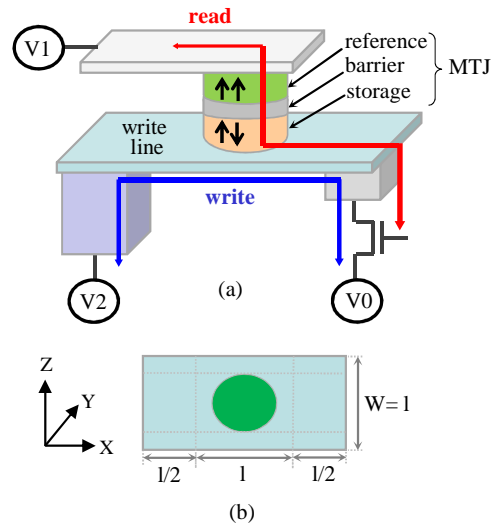 read
V1
reference
barrier
storage
MTJ
write
line
write
V2
V0
(a)
Z
Y
X
W= l
l/2
l
l/2
(b)